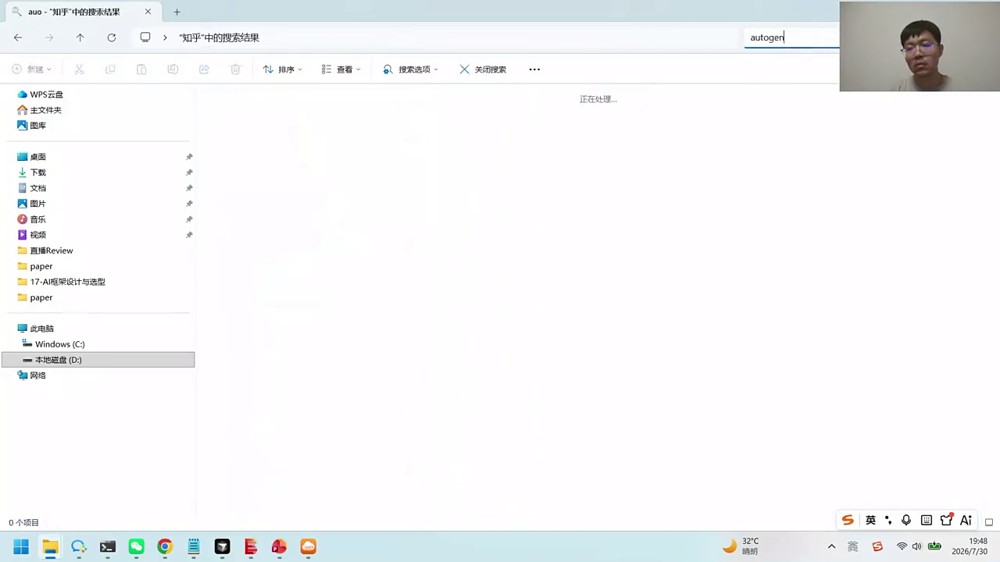 auo - “知乎”中的搜索结果
“知乎”中的搜索结果
autogen
新建
排序
查看
搜索选项
关闭搜索
正在处理...
WPS云盘
主文件夹
图库
桌面
下载
文档
图片
音乐
视频
直播Review
paper
17-AI框架设计与选型
paper
此电脑
Windows (C:)
本地磁盘 (D:)
网络
0 个项目
英
Ai
32°C
晴朗
英
19:48
2026/7/30